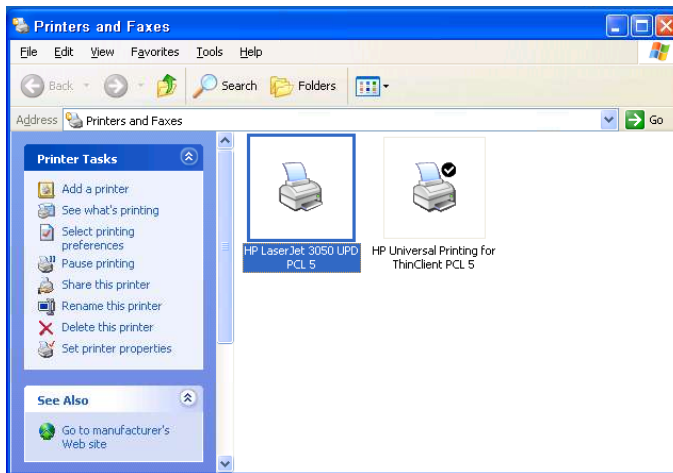 Printers and Faxes
File Edit View Favorites Tools Help
Back Search Folders
Address Printers and Faxes Go
Printer Tasks
Add a printer
See what's printing
Select printing
preferences
Pause printing
Share this printer
Rename this printer
Delete this printer
Set printer properties
See Also
Go to manufacturer's
Web site
HP LaserJet 3050 UPD
PCL 5
HP Universal Printing for
ThinClient PCL 5